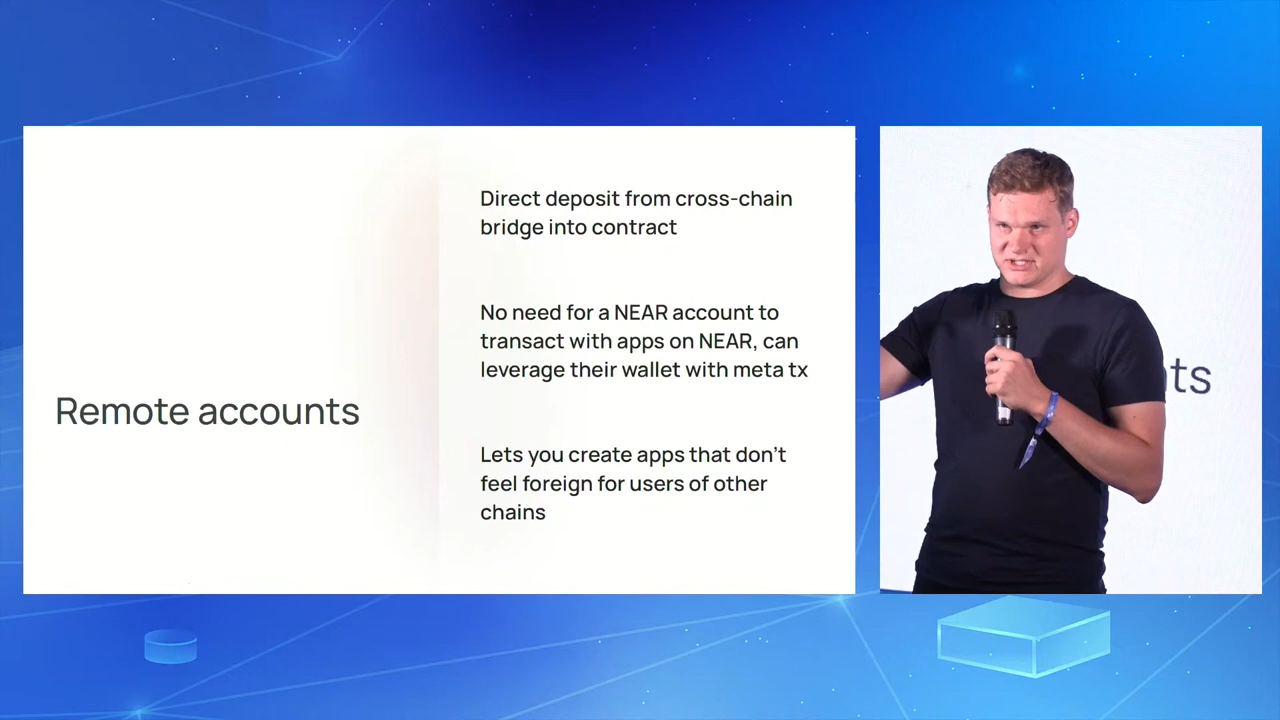 Remote accounts
Direct deposit from cross-chain
bridge into contract
No need for a NEAR account to
transact with apps on NEAR, can
leverage their wallet with meta tx
Lets you create apps that don't
feel foreign for users of other
chains